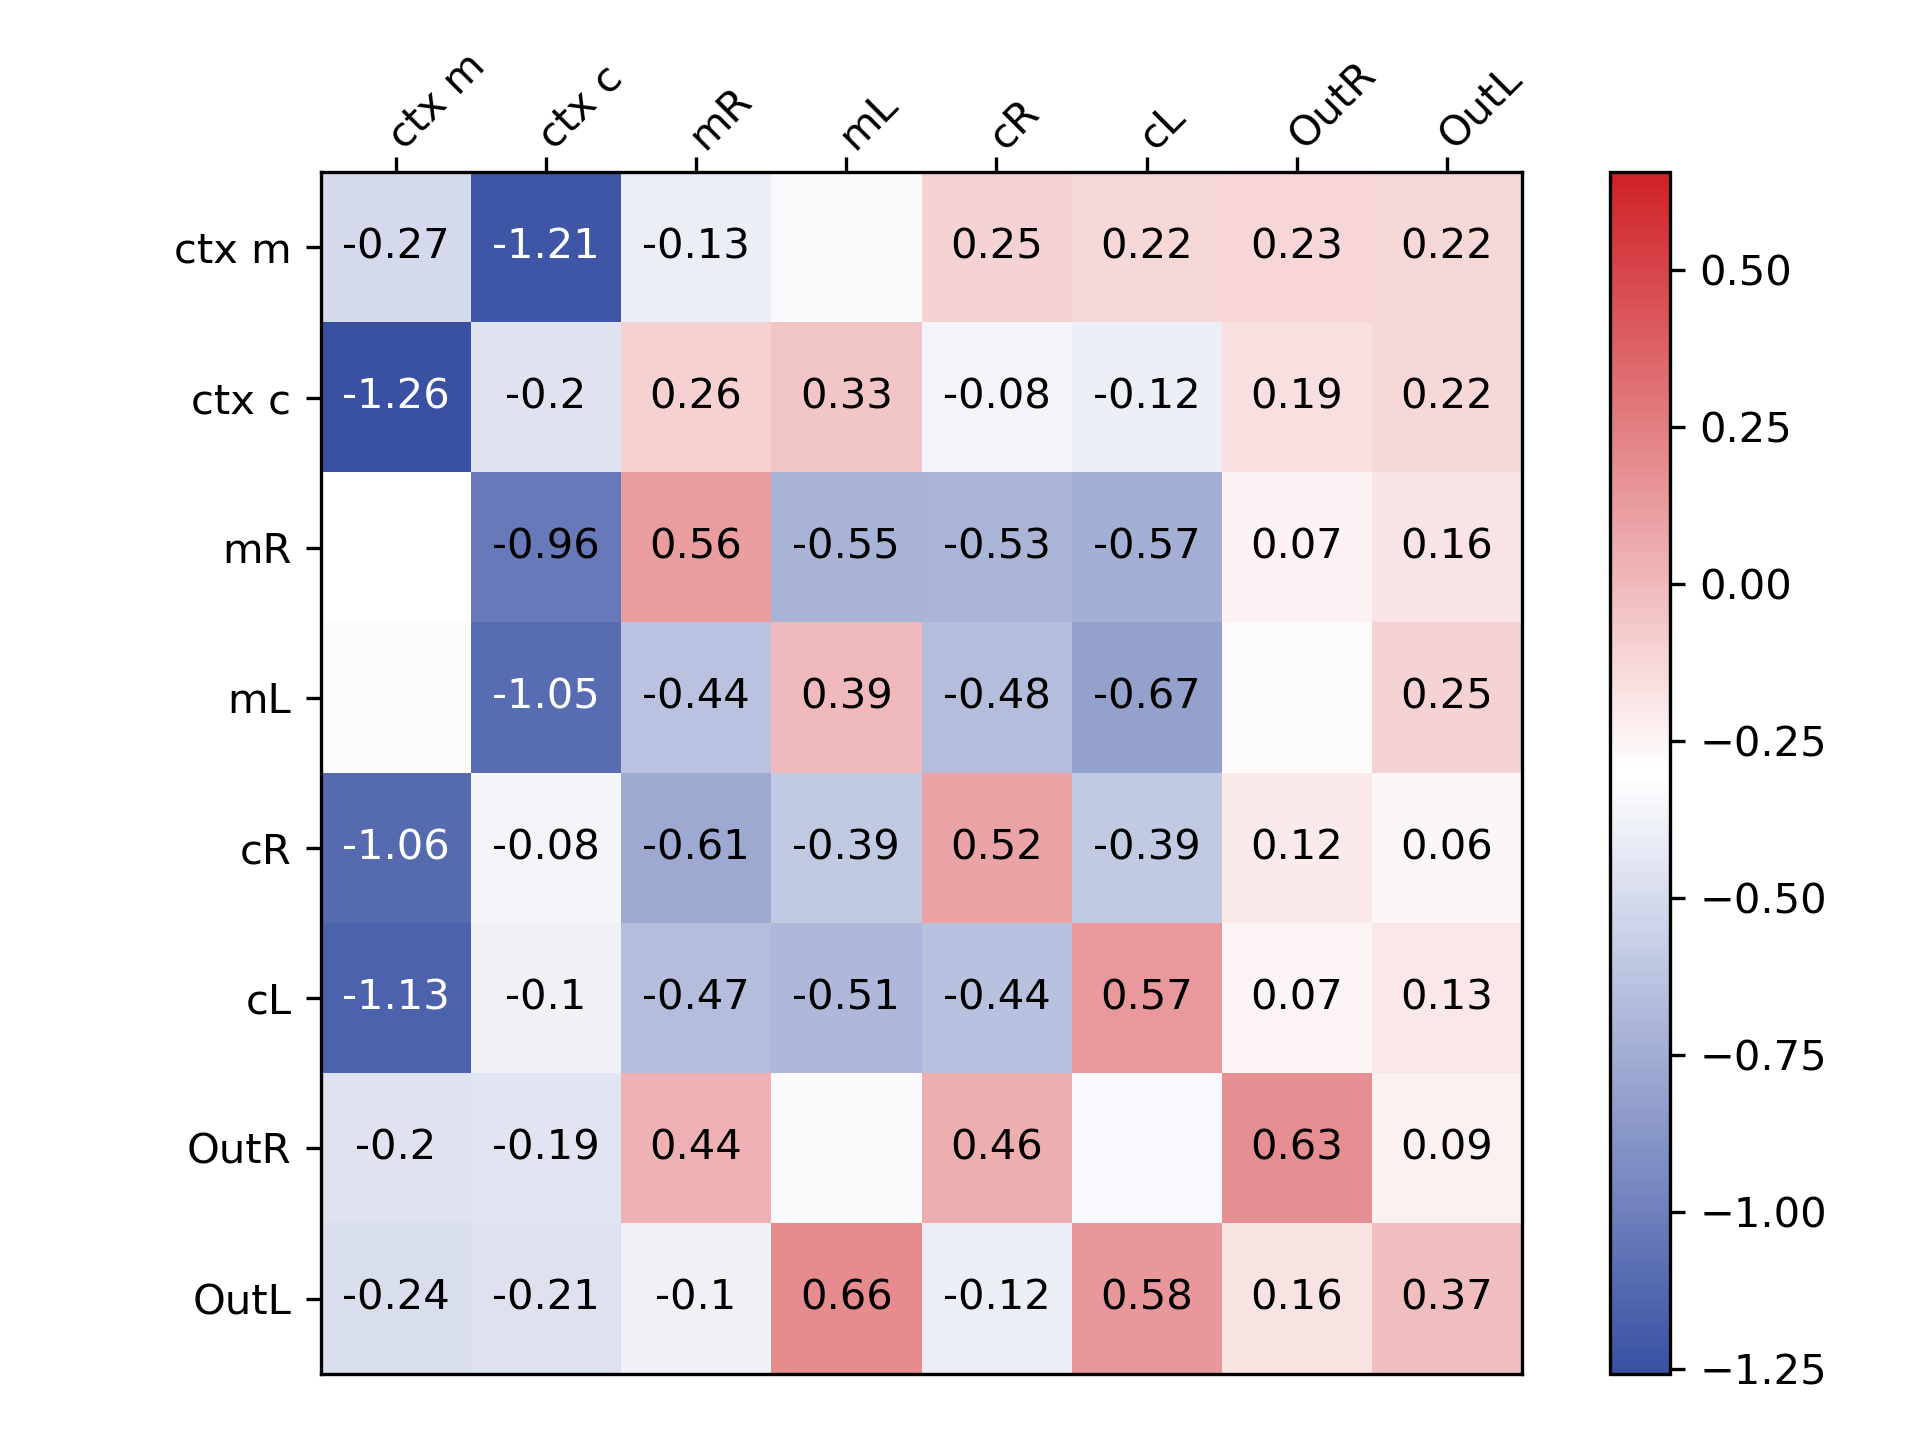 ctx m ctx c mR mL cR cL OutR OutL
ctx m -0.27 -1.21 -0.13 0.25 0.22 0.23 0.22
ctx c -1.26 -0.2 0.26 0.33 -0.08 -0.12 0.19 0.22
mR -0.96 0.56 -0.55 -0.53 -0.57 0.07 0.16
mL -1.05 -0.44 0.39 -0.48 -0.67 0.25
cR -1.06 -0.08 -0.61 -0.39 0.52 -0.39 0.12 0.06
cL -1.13 -0.1 -0.47 -0.51 -0.44 0.57 0.07 0.13
OutR -0.2 -0.19 0.44 0.46 0.63 0.09
OutL -0.24 -0.21 -0.1 0.66 -0.12 0.58 0.16 0.37
0.50
0.25
0.00
−0.25
−0.50
−0.75
−1.00
−1.25